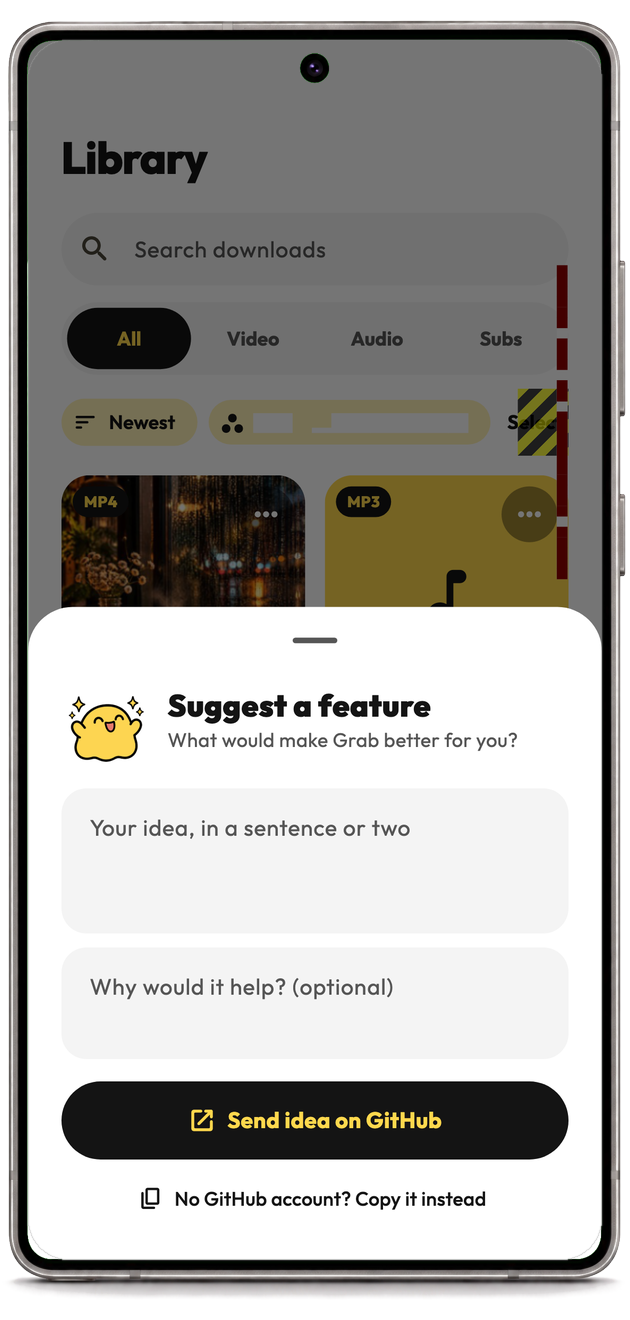 Library
Search downloads
All Video Audio Subs
Newest
MP4 MP3
Suggest a feature
What would make Grab better for you?
Your idea, in a sentence or two
Why would it help? (optional)
Send idea on GitHub
No GitHub account? Copy it instead